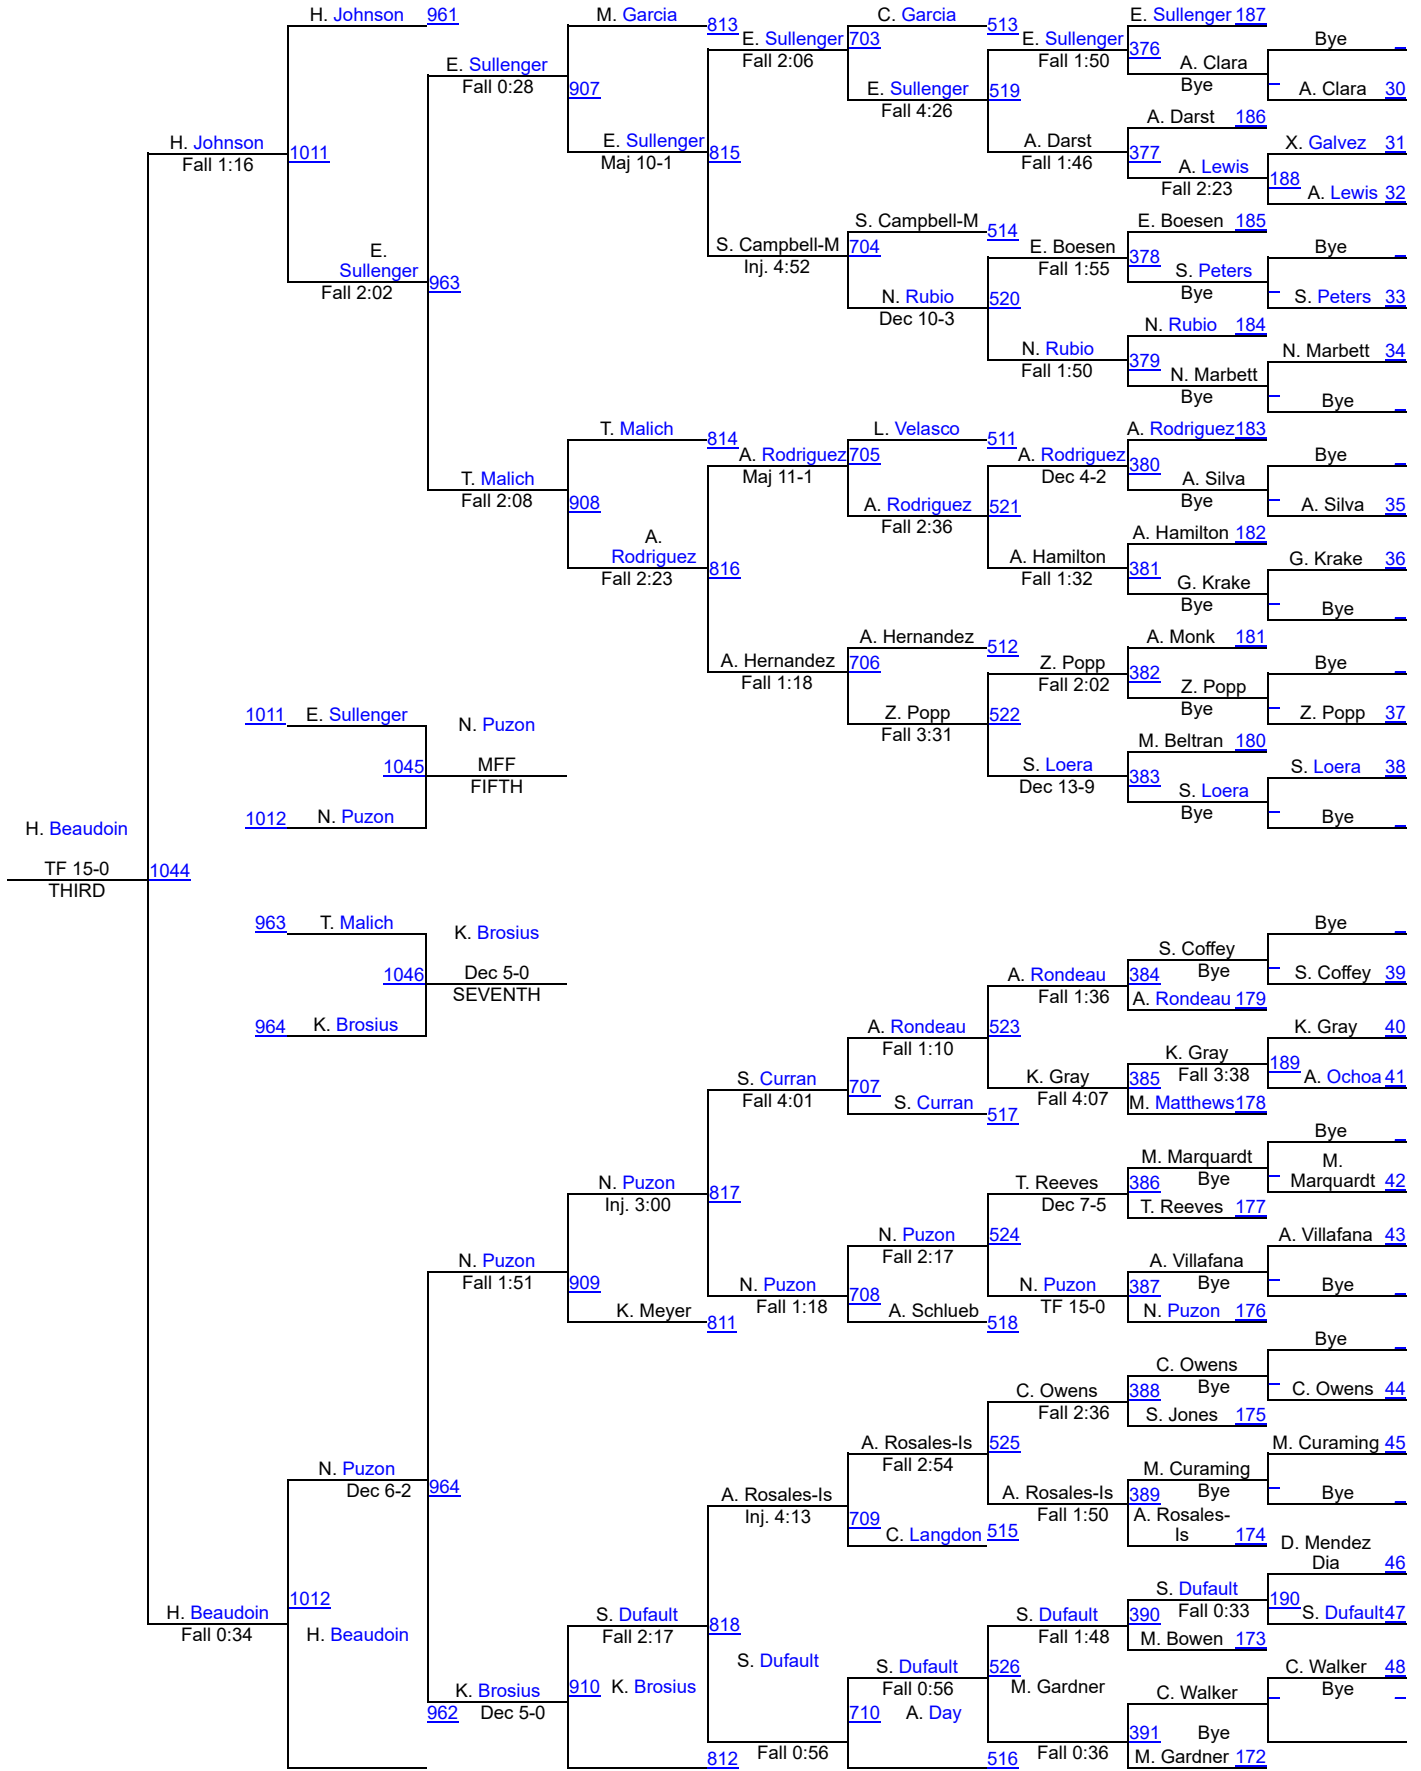 H. Johnson 961
M. Garcia 813
C. Garcia 513
E. Sullenger 187
E. Sullenger 703
Fall 2:06
E. Sullenger 376
Fall 1:50
Bye
A. Clara
Bye
E. Sullenger
Fall 0:28
907
E. Sullenger 519
Fall 4:26
A. Clara 30
A. Darst 186
H. Johnson 1011
Fall 1:16
E. Sullenger 815
Maj 10-1
A. Darst 377
Fall 1:46
X. Galvez 31
A. Lewis 188
Fall 2:23
A. Lewis 32
S. Campbell-M 514
E. Boesen 185
S. Campbell-M 704
Inj. 4:52
E. Boesen 378
Fall 1:55
Bye
E.
Sullenger 963
Fall 2:02
S. Peters
Bye
N. Rubio 520
Dec 10-3
S. Peters 33
N. Rubio 184
N. Rubio 379
Fall 1:50
N. Marbett 34
N. Marbett
Bye
Bye
T. Malich 814
L. Velasco 511
A. Rodriguez 183
A. Rodriguez 705
Maj 11-1
A. Rodriguez 380
Dec 4-2
Bye
T. Malich
Fall 2:08
908
A. Silva
Bye
A. Rodriguez 521
Fall 2:36
A. Silva 35
A. Hamilton 182
A.
Rodriguez 816
Fall 2:23
A. Hamilton 381
Fall 1:32
G. Krake 36
G. Krake
Bye
Bye
A. Hernandez 512
A. Monk 181
A. Hernandez 706
Fall 1:18
Z. Popp 382
Fall 2:02
Bye
Z. Popp
Bye
1011 E. Sullenger
N. Puzon
Z. Popp 522
Fall 3:31
Z. Popp 37
M. Beltran 180
1045 MFF
FIFTH
S. Loera 383
Dec 13-9
S. Loera 38
S. Loera
Bye
1012 N. Puzon
Bye
H. Beaudoin
TF 15-0 1044
THIRD
963 T. Malich
K. Brosius
Bye
S. Coffey
Bye
1046 Dec 5-0
SEVENTH
A. Rondeau 384
Fall 1:36
S. Coffey 39
A. Rondeau 179
964 K. Brosius
A. Rondeau 523
Fall 1:10
K. Gray 40
K. Gray 189
Fall 3:38
S. Curran 707
Fall 4:01
K. Gray 385
Fall 4:07
A. Ochoa 41
S. Curran 517
M. Matthews 178
Bye
M. Marquardt
Bye
M.
Marquardt 42
N. Puzon 817
Inj. 3:00
T. Reeves 386
Dec 7-5
T. Reeves 177
N. Puzon 524
Fall 2:17
A. Villafana 43
N. Puzon
Fall 1:51
909
A. Villafana
Bye
N. Puzon 708
Fall 1:18
N. Puzon 387
TF 15-0
Bye
K. Meyer 811
A. Schlueb 518
N. Puzon 176
Bye
C. Owens
Bye
C. Owens 388
Fall 2:36
C. Owens 44
S. Jones 175
A. Rosales-Is 525
Fall 2:54
M. Curaming 45
N. Puzon 964
Dec 6-2
M. Curaming
Bye
A. Rosales-Is 709
Inj. 4:13
A. Rosales-Is 389
Fall 1:50
Bye
C. Langdon 515
A. Rosales-
Is 174
D. Mendez
Dia 46
S. Dufault 190
Fall 0:33
H. Beaudoin 1012
Fall 0:34
H. Beaudoin
S. Dufault 818
Fall 2:17
S. Dufault 390
Fall 1:48
S. Dufault 47
M. Bowen 173
S. Dufault
S. Dufault 526
Fall 0:56
C. Walker 48
K. Brosius 910 K. Brosius
962 Dec 5-0
M. Gardner
C. Walker
Bye
710 A. Day
391 Bye
812 Fall 0:56
516 Fall 0:36
M. Gardner 172